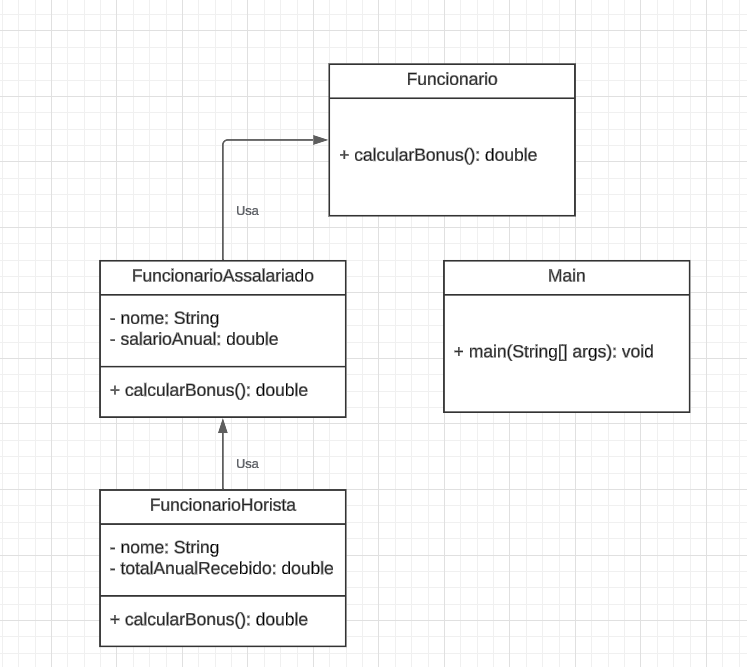 Funcionario
+ calcularBonus(): double
Usa
FuncionarioAssalariado
- nome: String
- salarioAnual: double
+ calcularBonus(): double
Main
+ main(String[] args): void
Usa
FuncionarioHorista
- nome: String
- totalAnualRecebido: double
+ calcularBonus(): double